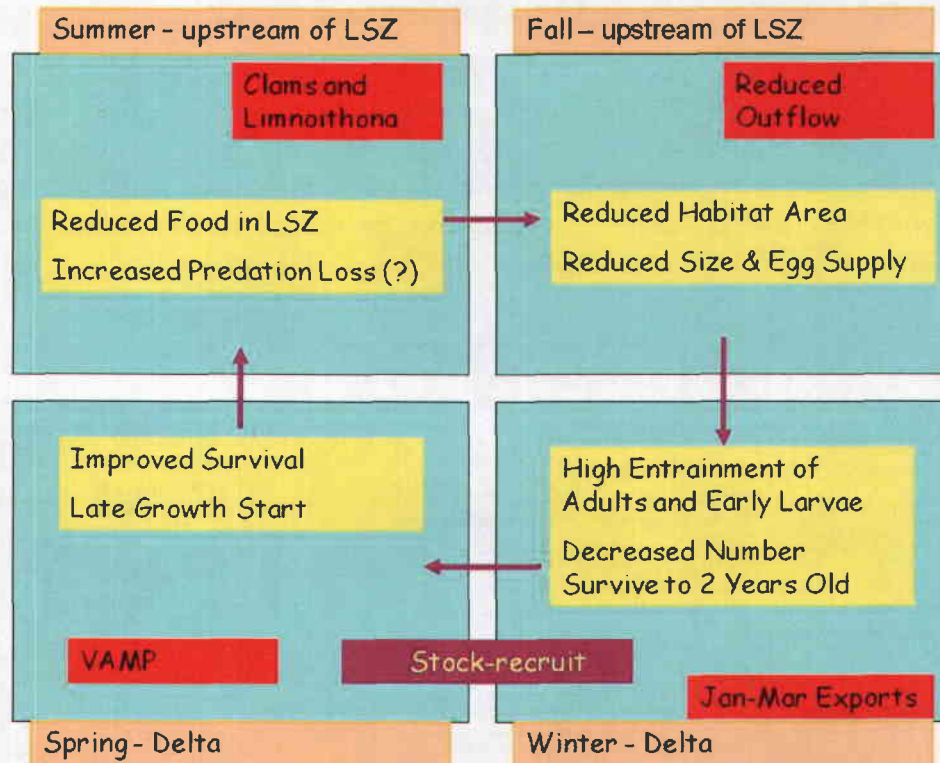 Summer - upstream of LSZ
Clams and
Limnoithona
Reduced Food in LSZ
Increased Predation Loss (?)
Fall – upstream of LSZ
Reduced
Outflow
Reduced Habitat Area
Reduced Size & Egg Supply
Improved Survival
Late Growth Start
VAMP
Spring - Delta
High Entrainment of
Adults and Early Larvae
Decreased Number
Survive to 2 Years Old
Stock-recruit
Jan-Mar Exports
Winter - Delta